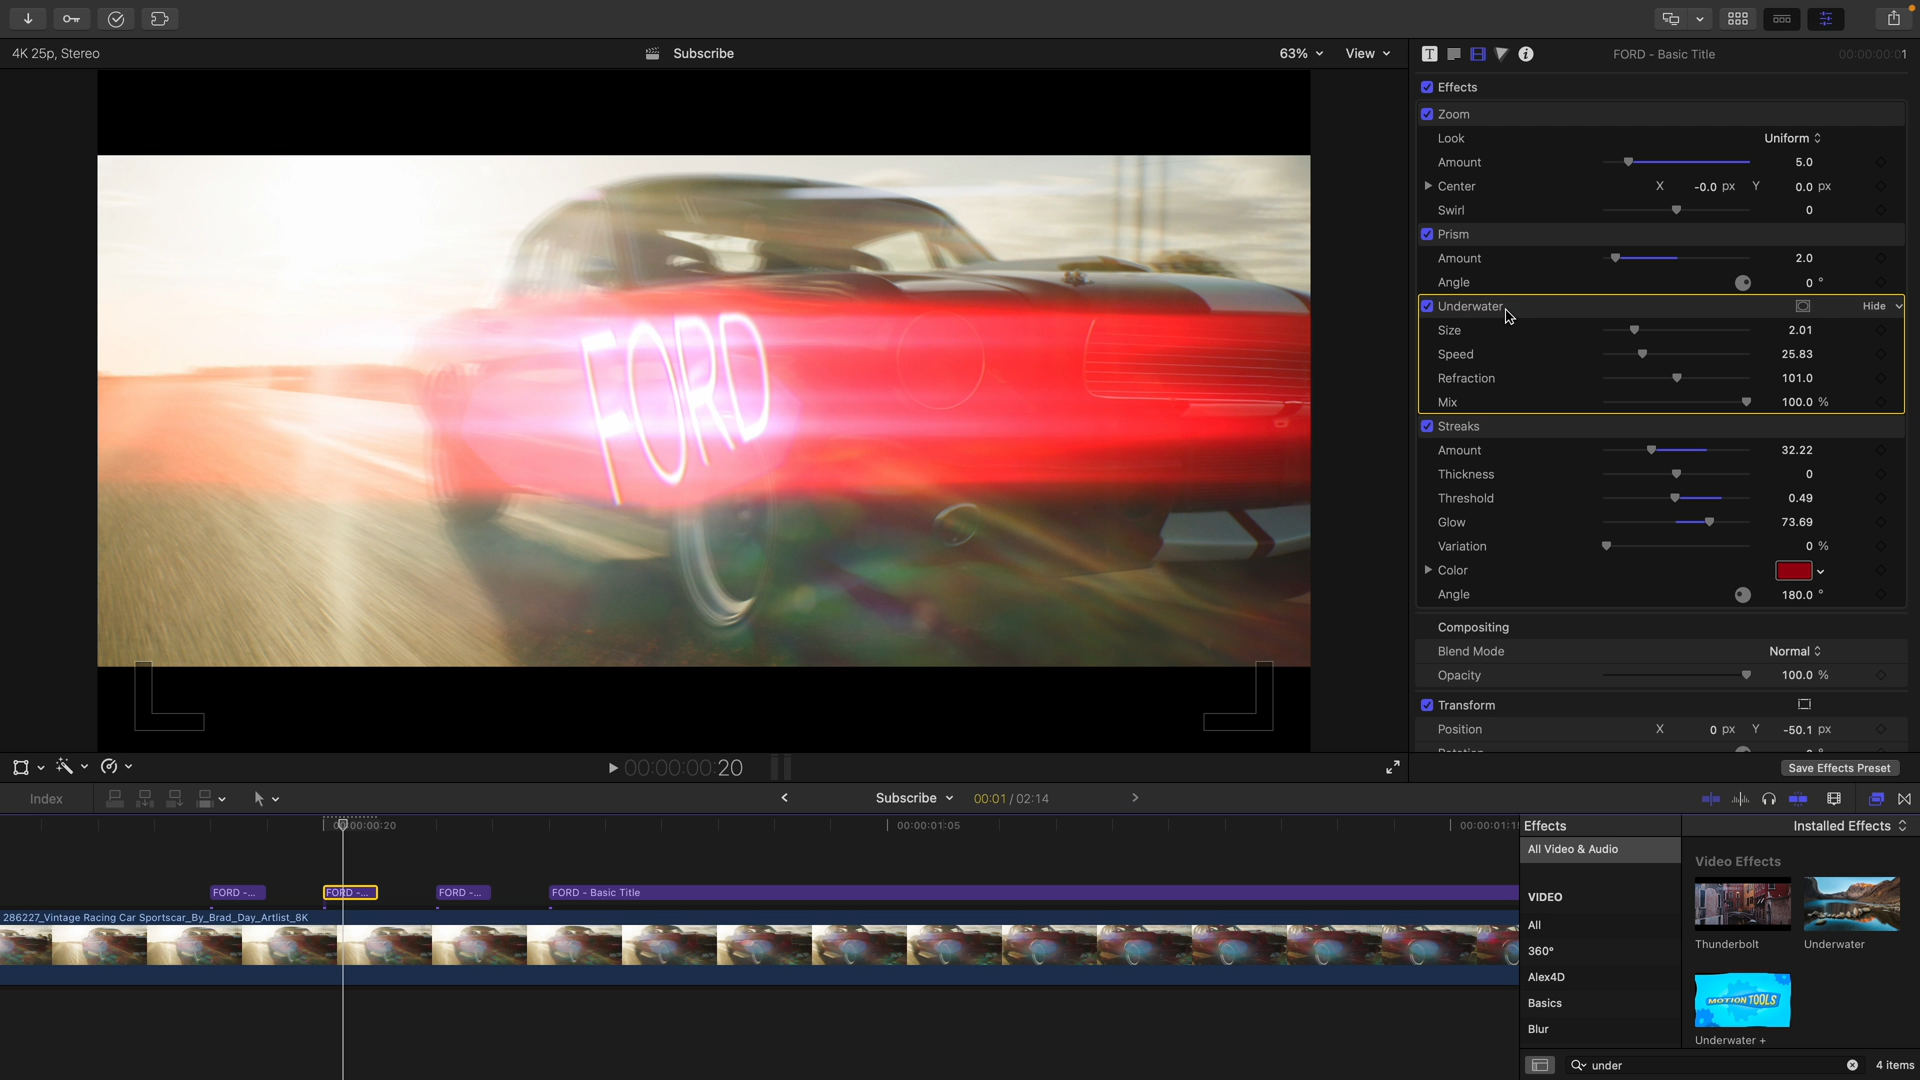 4K 25p, Stereo
Subscribe
63%
View
FORD - Basic Title
00:00:00:01
FORD
Effects
Zoom
Look
Uniform
Amount
5.0
Center
X -0.0 px Y 0.0 px
Swirl
0
Prism
Amount
2.0
Angle
0 °
Underwater
Hide
Size
2.01
Speed
25.83
Refraction
101.0
Mix
100.0 %
Streaks
Amount
32.22
Thickness
0
Threshold
0.49
Glow
73.69
Variation
0 %
Color
Angle
180.0 °
Compositing
Blend Mode
Normal
Opacity
100.0 %
Transform
Position
X 0 px Y -50.1 px
Save Effects Preset
00:00:00:20
Index
Subscribe
00:01 / 02:14
00:00:00:20
00:00:01:05
Effects
Installed Effects
All Video & Audio
VIDEO
All
360°
Alex4D
Basics
Blur
Video Effects
Thunderbolt
Underwater
MOTION TOOLS
Underwater +
FORD -...
FORD -...
FORD -...
FORD - Basic Title
286227_Vintage Racing Car Sportscar_By_Brad_Day_Artlist_8K
under
4 items